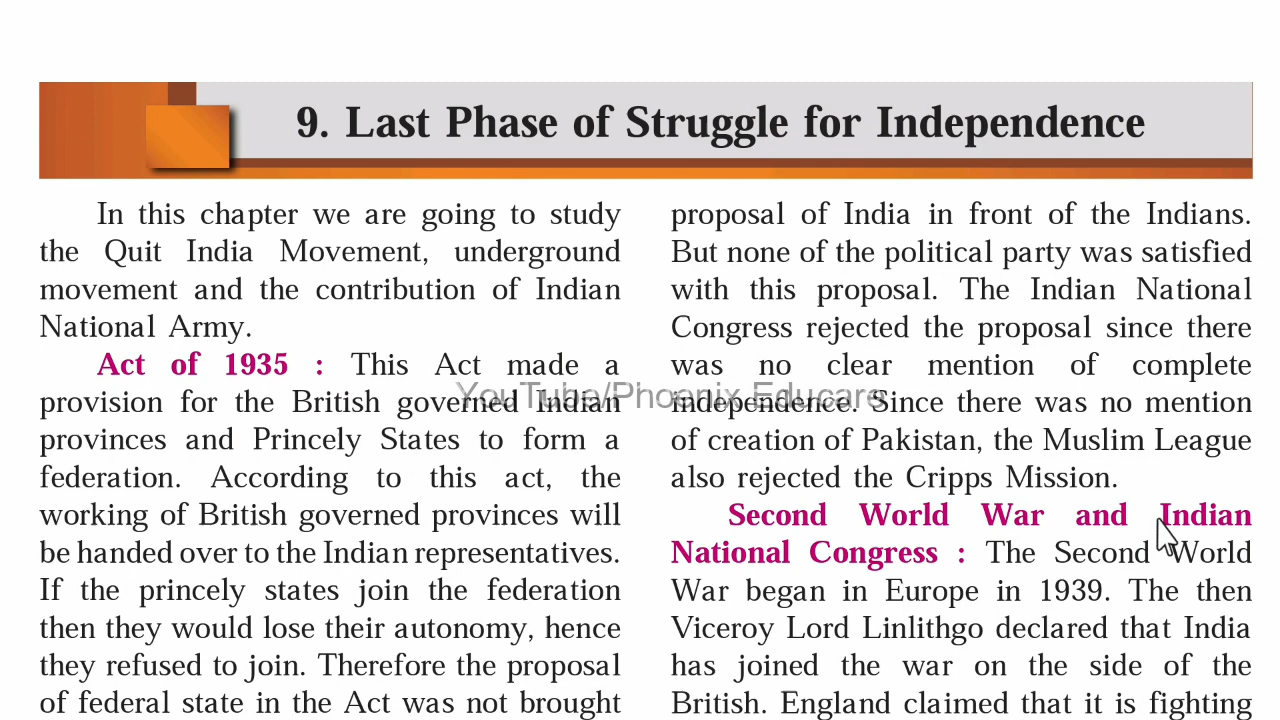 9. Last Phase of Struggle for Independence
In this chapter we are going to study
the Quit India Movement, underground
movement and the contribution of Indian
National Army.
Act of 1935 : This Act made a
provision for the British governed Indian
provinces and Princely States to form a
federation. According to this act, the
working of British governed provinces will
be handed over to the Indian representatives.
If the princely states join the federation
then they would lose their autonomy, hence
they refused to join. Therefore the proposal
of federal state in the Act was not brought
proposal of India in front of the Indians.
But none of the political party was satisfied
with this proposal. The Indian National
Congress rejected the proposal since there
was no clear mention of complete
independence. Since there was no mention
of creation of Pakistan, the Muslim League
also rejected the Cripps Mission.
Second World War and Indian
National Congress : The Second World
War began in Europe in 1939. The then
Viceroy Lord Linlithgo declared that India
has joined the war on the side of the
British. England claimed that it is fighting
YouTube/Phoenix Educare